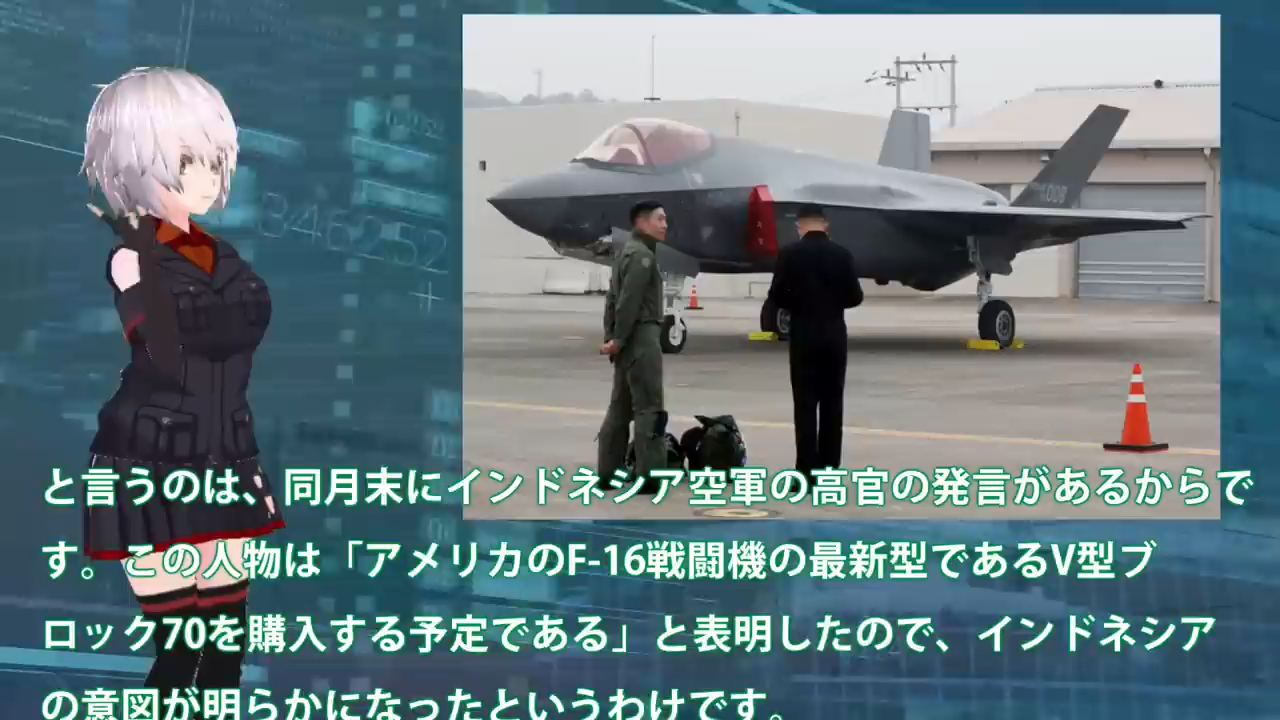 346252
+
009
と言うのは、同月末にインドネシア空軍の高官の発言があるからで
す。この人物は「アメリカのF-16戦闘機の最新型であるV型ブ
ロック70を購入する予定である」と表明したので、インドネシア
の意図が明らかになったというわけです。